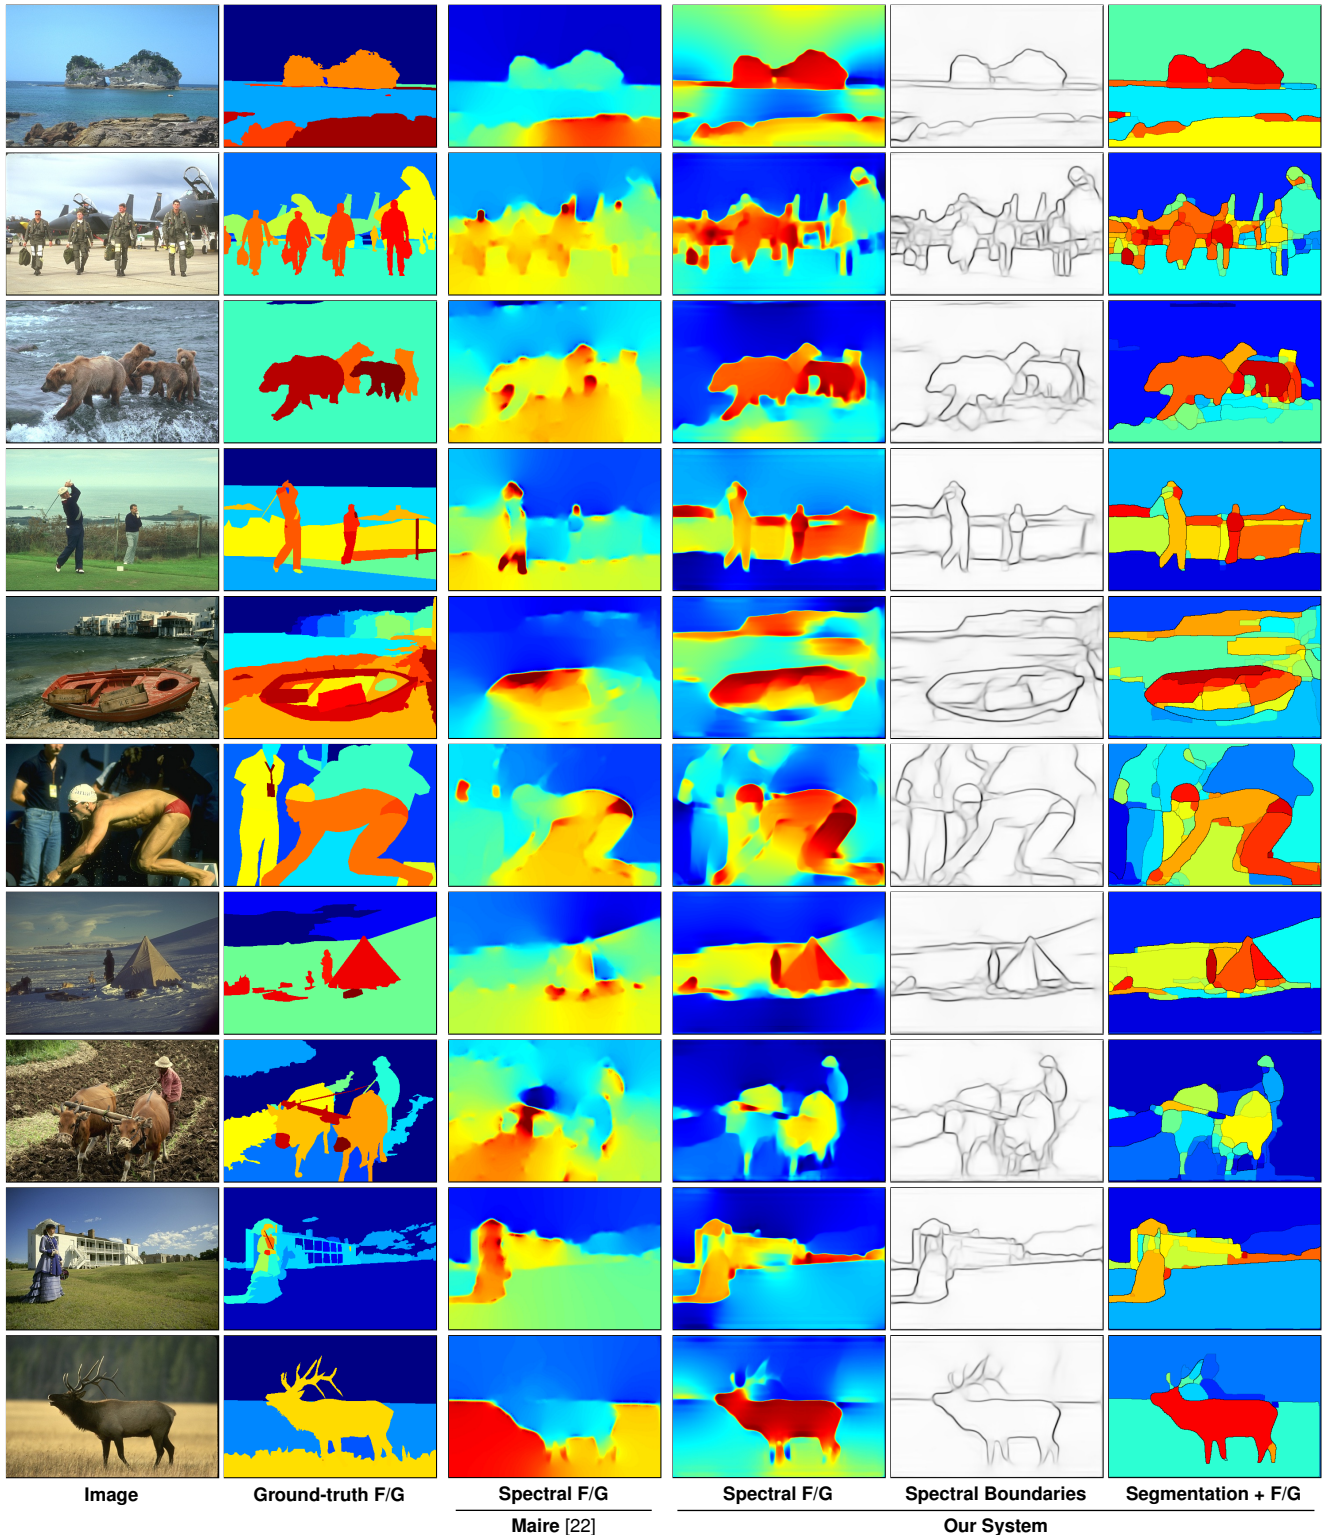 Image Ground-truth F/G Spectral F/G Spectral F/G Spectral Boundaries Segmentation + F/G
Maire [22] Our System